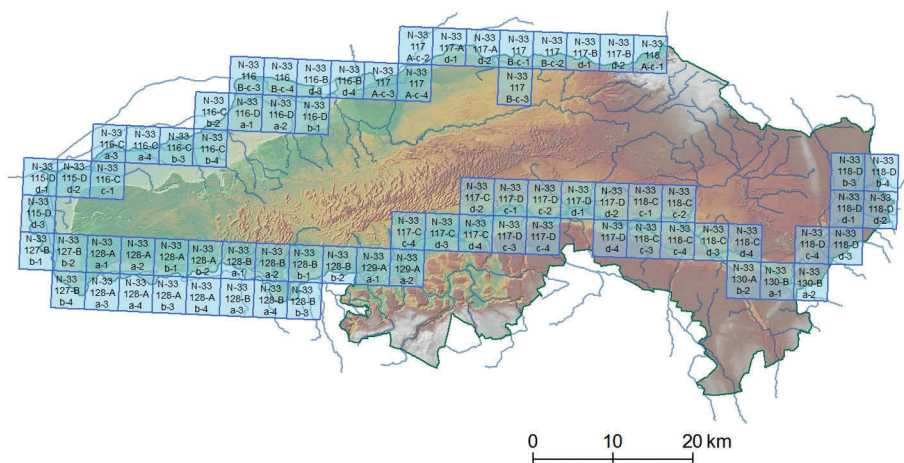 N-33
117
A-c-2
N-33
117-A
d-1
N-33
117-A
d-2
N-33
117
B-c-1
N-33
117
B-c-2
N-33
117-B
d-1
N-33
117-B
d-2
N-33
118
A-c-1
N-33
116
B-c-3
N-33
116
B-c-4
N-33
116-B
d-3
N-33
116-B
d-4
N-33
117
A-c-3
N-33
117
A-c-4
N-33
117
B-c-3
N-33
116-C
b-2
N-33
116-D
a-1
N-33
116-D
a-2
N-33
116-D
b-1
N-33
116-C
a-3
N-33
116-C
a-4
N-33
116-C
b-3
N-33
116-C
b-4
N-33
118-D
b-3
N-33
118-D
b-4
N-33
115-D
d-1
N-33
115-D
d-2
N-33
116-C
c-1
N-33
117-C
d-2
N-33
117-D
c-1
N-33
117-D
c-2
N-33
117-D
d-1
N-33
117-D
d-2
N-33
118-C
c-1
N-33
118-C
c-2
N-33
118-D
d-1
N-33
118-D
d-2
N-33
115-D
d-3
N-33
117-C
c-4
N-33
117-C
d-3
N-33
117-C
d-4
N-33
117-D
c-3
N-33
117-D
c-4
N-33
117-D
d-4
N-33
118-C
c-3
N-33
118-C
c-4
N-33
118-C
d-3
N-33
118-C
d-4
N-33
118-D
c-4
N-33
118-D
d-3
N-33
127-B
b-1
N-33
127-B
b-2
N-33
128-A
a-1
N-33
128-A
a-2
N-33
128-A
b-1
N-33
128-A
b-2
N-33
128-B
a-1
N-33
128-B
a-2
N-33
128-B
b-1
N-33
128-B
b-2
N-33
129-A
a-1
N-33
129-A
a-2
N-33
130-A
b-2
N-33
130-B
a-1
N-33
130-B
a-2
N-33
127-B
b-4
N-33
128-A
a-3
N-33
128-A
a-4
N-33
128-A
b-3
N-33
128-A
b-4
N-33
128-B
a-3
N-33
128-B
a-4
N-33
128-B
b-3
0 10 20 km